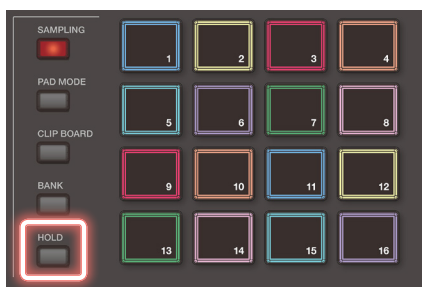 SAMPLING
1 2 3 4
PAD MODE
5 6 7 8
CLIP BOARD
9 10 11 12
BANK
HOLD
13 14 15 16